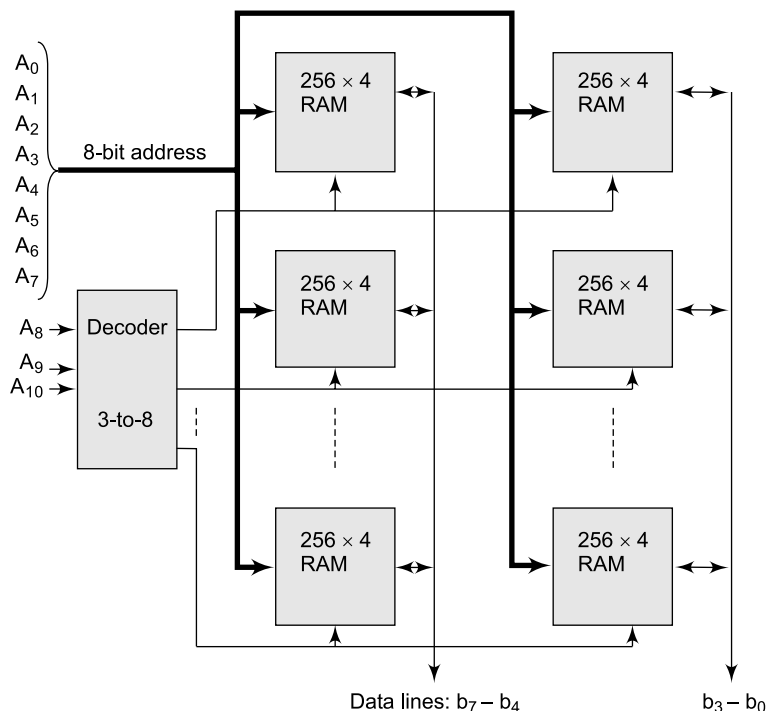 A₀
A₁
A₂
A₃
A₄
A₅
A₆
A₇
8-bit address
256 × 4
RAM
256 × 4
RAM
256 × 4
RAM
256 × 4
RAM
A₈
A₉
A₁₀
Decoder
3-to-8
256 × 4
RAM
256 × 4
RAM
Data lines: b₇ – b₄
b₃ – b₀